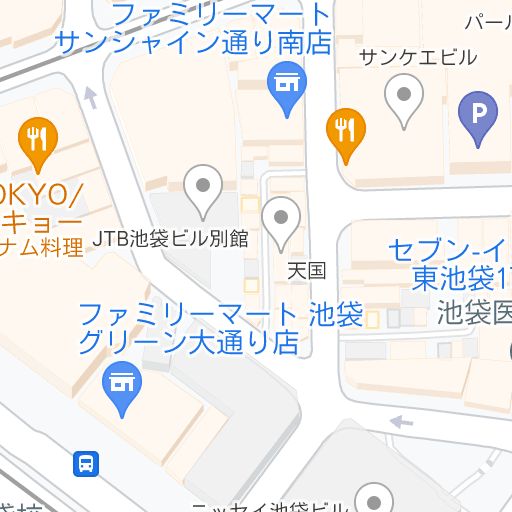 ファミリーマート
サンシャイン通り南店
パール
サンケエビル
P
OKYO/
キョー
ナム料理
JTB池袋ビル別館
天国
セブン-イ
東池袋1丁
池袋医
ファミリーマート 池袋
グリーン大通り店
ニッセイ池袋ビル